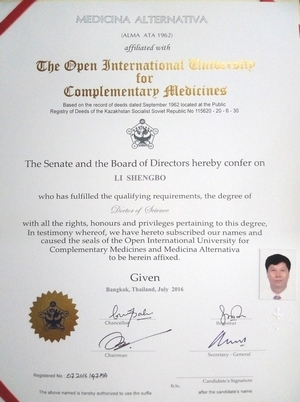 MEDICINA ALTERNATIVA
(ALMA ATA 1962)
affiliated with
The Open International University
for
Complementary Medicines
Based on the record of deeds dated September 1962 located at the Public
Registry of Deeds of the Kazakhstan Socialist Soviet Republic No 115620 - 20 - 6 - 30
The Senate and the Board of Directors hereby confer on
LI SHENGBO
who has fulfilled the qualifying requirements, the degree of
Doctor of Science
with all the rights, honours and privileges pertaining to this degree,
In testimony whereof, we have hereto subscribed our names and
caused the seals of the Open International University for
Complementary Medicines and Medicina Alternativa
to be herein affixed.
Given
Bangkok, Thailand, July 2016
Chancellor
Chairman
Secretary - General
Registered No:
Candidate's Signature
The above named is hereby authorized to use the suffix
after his / her name